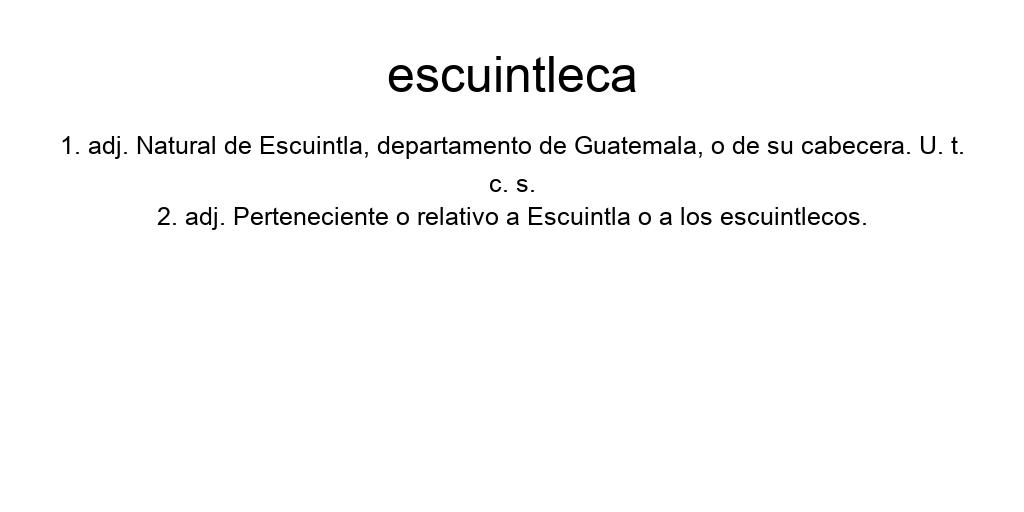 escuintleca
1. adj. Natural de Escuintla, departamento de Guatemala, o de su cabecera. U. t.
c. s.
2. adj. Perteneciente o relativo a Escuintla o a los escuintlecos.